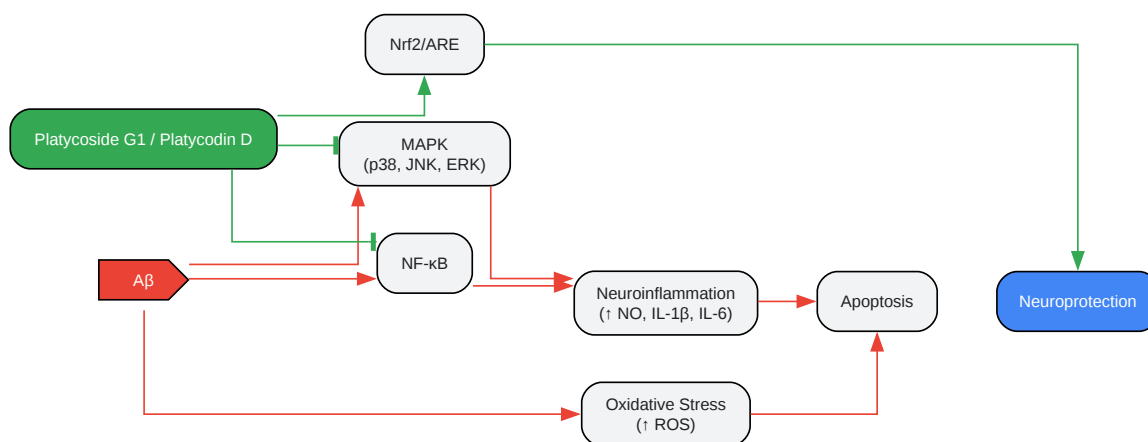 Nrf2/ARE
Platycoside G1 / Platycodin D
MAPK
(p38, JNK, ERK)
NF-κB
Aβ
Neuroinflammation
(↑ NO, IL-1β, IL-6)
Apoptosis
Neuroprotection
Oxidative Stress
(↑ ROS)